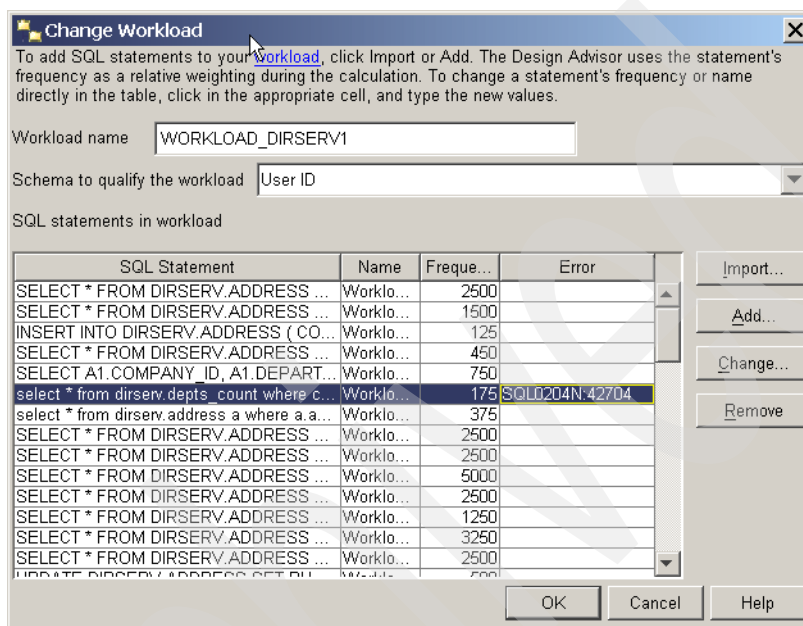 Change Workload
To add SQL statements to your workload, click Import or Add. The Design Advisor uses the statement's
frequency as a relative weighting during the calculation. To change a statement's frequency or name
directly in the table, click in the appropriate cell, and type the new values.
Workload name WORKLOAD_DIRSERV1
Schema to qualify the workload User ID
SQL statements in workload
SQL Statement Name Freque... Error Import...
SELECT * FROM DIRSERV.ADDRESS ... Worklo... 2500
SELECT * FROM DIRSERV.ADDRESS ... Worklo... 1500 Add...
INSERT INTO DIRSERV.ADDRESS ( CO... Worklo... 125
SELECT * FROM DIRSERV.ADDRESS ... Worklo... 450
SELECT A1.COMPANY_ID, A1.DEPART... Worklo... 750 Change...
select * from dirserv.depts_count where c... Worklo... 175 SQL0204N:42704
select * from dirserv.address a where a.a... Worklo... 375 Remove
SELECT * FROM DIRSERV.ADDRESS ... Worklo... 2500
SELECT * FROM DIRSERV.ADDRESS ... Worklo... 2500
SELECT * FROM DIRSERV.ADDRESS ... Worklo... 5000
SELECT * FROM DIRSERV.ADDRESS ... Worklo... 2500
SELECT * FROM DIRSERV.ADDRESS ... Worklo... 1250
SELECT * FROM DIRSERV.ADDRESS ... Worklo... 3250
SELECT * FROM DIRSERV.ADDRESS ... Worklo... 2500
UPDATE DIRSERV.ADDRESS SET
OK Cancel Help